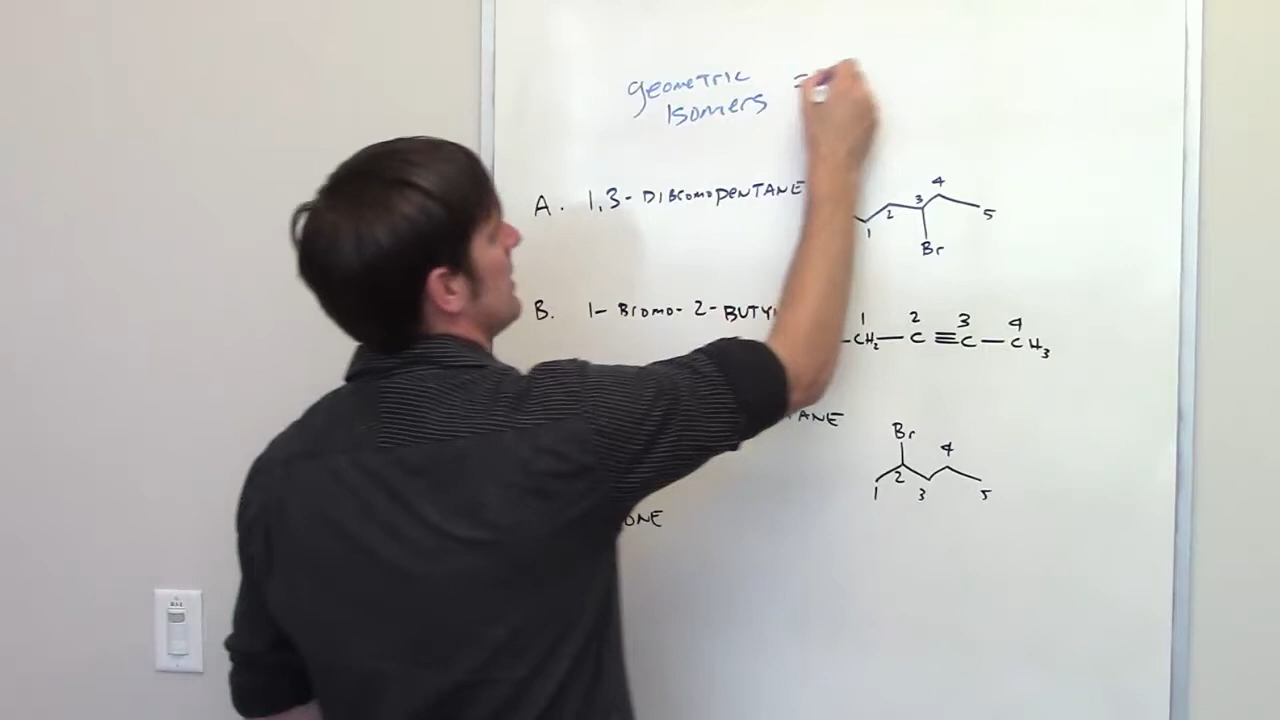 geometric =
Isomers
A. 1,3-DIBromoPENTANE
4
3
2
1
5
Br
B. 1-Bromo-2-BUTY
1 2 3 4
CH2 — C ≡ C — CH3
ANE
Br
4
2
1 3 5
ONE